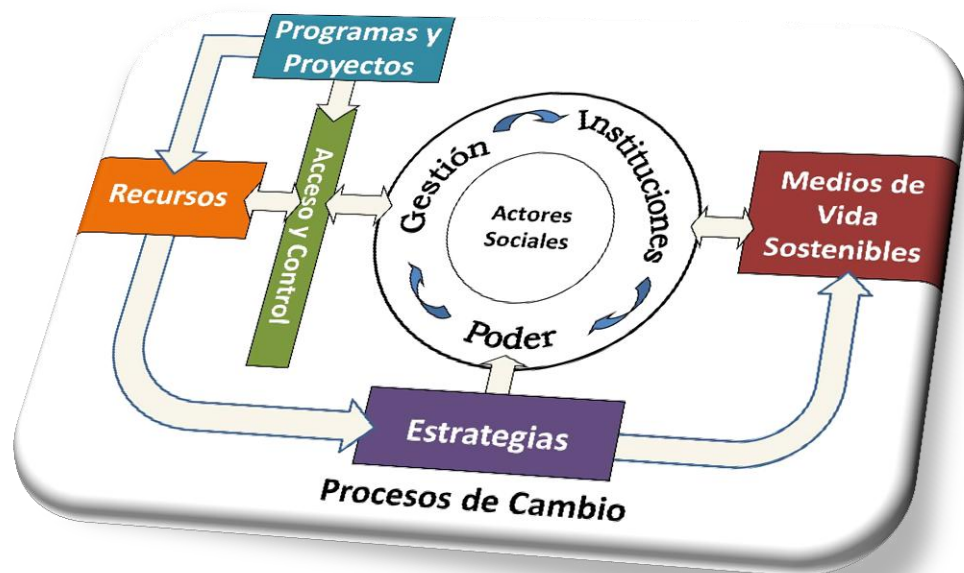 Programas y
Proyectos
Recursos
Acceso y Control
Gestión
Instituciones
Actores
Sociales
Poder
Medios de
Vida
Sostenibles
Estrategias
Procesos de Cambio